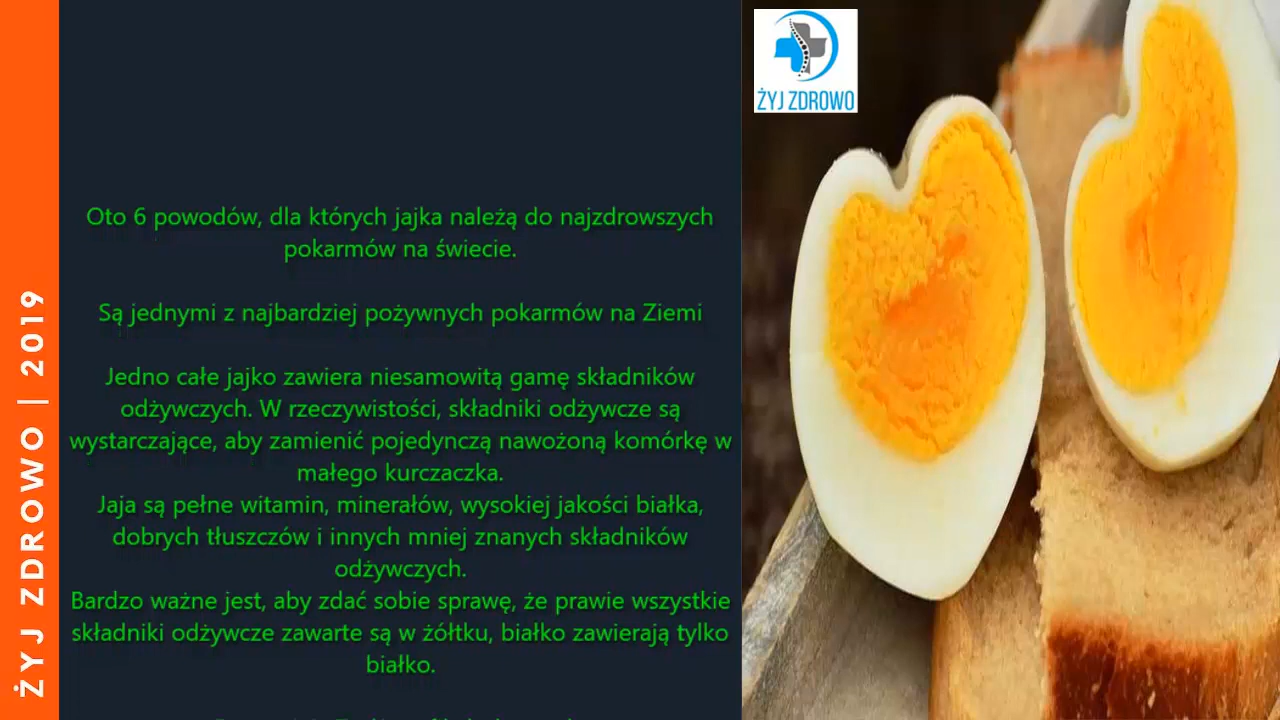 ŻYJ ZDROWO | 2019
Oto 6 powodów, dla których jajka należą do najzdrowszych
pokarmów na świecie.
Są jednymi z najbardziej pożywnych pokarmów na Ziemi
Jedno całe jajko zawiera niesamowitą gamę składników
odżywczych. W rzeczywistości, składniki odżywcze są
wystarczające, aby zamienić pojedynczą nawożoną komórkę w
małego kurczaczka.
Jaja są pełne witamin, minerałów, wysokiej jakości białka,
dobrych tłuszczów i innych mniej znanych składników
odżywczych.
Bardzo ważne jest, aby zdać sobie sprawę, że prawie wszystkie
składniki odżywcze zawarte są w żółtku, białko zawierają tylko
białko.
ŻYJ ZDROWO